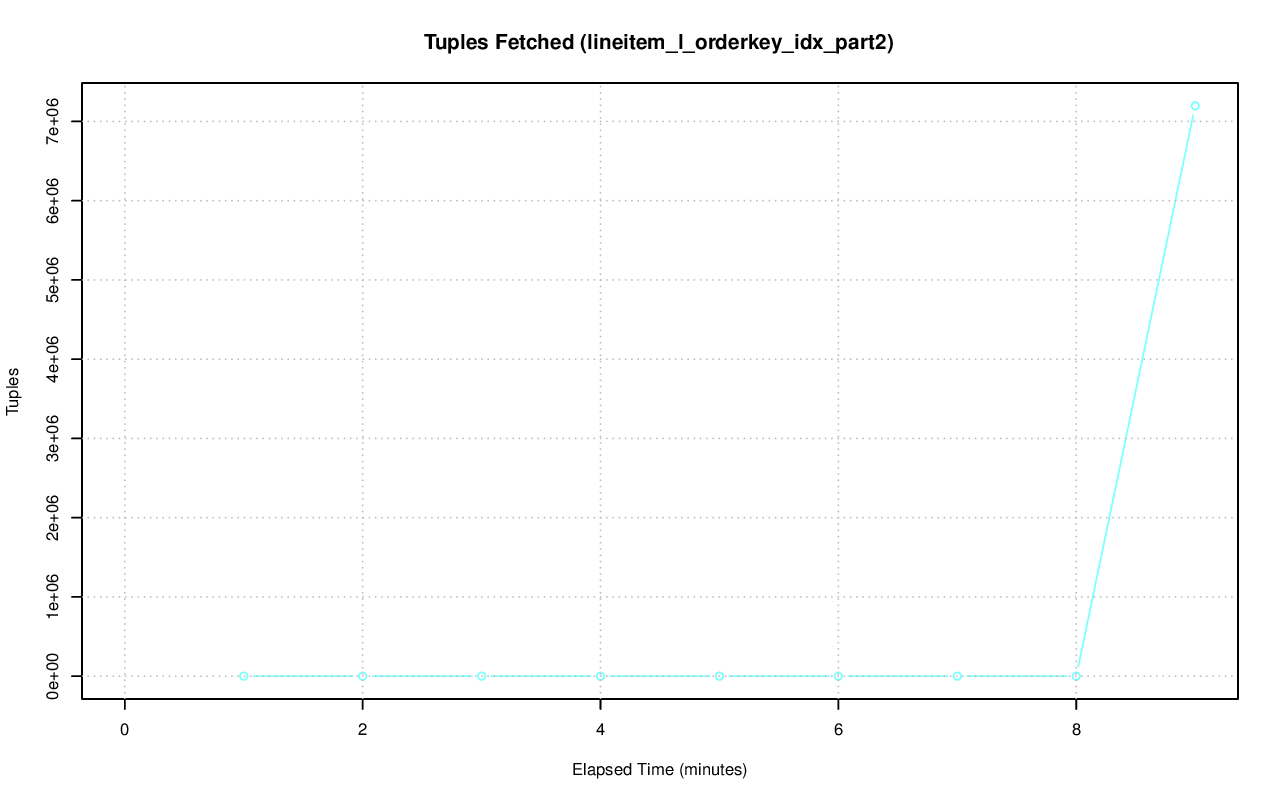 Tuples Fetched (lineitem_l_orderkey_idx_part2)
Tuples
7e+06
6e+06
5e+06
4e+06
3e+06
2e+06
1e+06
0e+00
0 2 4 6 8
Elapsed Time (minutes)